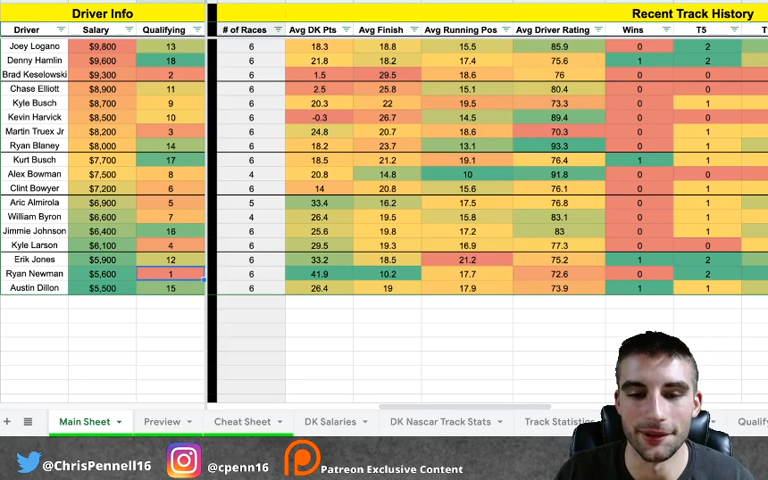 Driver Info Recent Track History
Driver Salary Qualifying # of Races Avg DK Pts Avg Finish Avg Running Pos Avg Driver Rating Wins T5
Joey Logano $9,800 13 6 18.3 18.8 15.5 85.9 0 2
Denny Hamlin $9,600 18 6 21.8 18.2 17.4 75.6 1 2
Brad Keselowski $9,300 2 6 1.5 29.5 18.6 76 0 0
Chase Elliott $8,900 11 6 2.5 25.8 15.1 80.4 0 0
Kyle Busch $8,700 9 6 20.3 22 19.5 73.3 0 1
Kevin Harvick $8,500 10 6 -0.3 26.7 14.5 89.4 0 0
Martin Truex Jr $8,200 3 6 24.8 20.7 18.6 70.3 0 1
Ryan Blaney $8,000 14 6 18.2 23.7 13.1 93.3 0 1
Kurt Busch $7,700 17 6 18.5 21.2 19.1 76.4 1 1
Alex Bowman $7,500 8 4 20.8 14.8 10 91.8 0 0
Clint Bowyer $7,200 6 6 14 20.8 15.6 76.1 0 1
Aric Almirola $6,900 5 5 33.4 16.2 17.5 76.8 0 1
William Byron $6,600 7 4 26.4 19.5 15.8 83.1 0 1
Jimmie Johnson $6,400 16 6 25.6 19.8 17.2 83 0 1
Kyle Larson $6,100 4 6 29.5 19.3 16.9 77.3 0 0
Erik Jones $5,900 12 6 33.2 18.5 21.2 75.2 1 2
Ryan Newman $5,600 1 6 41.9 10.2 17.7 72.6 0 2
Austin Dillon $5,500 15 6 26.4 19 17.9 73.9 1 1
+ Main Sheet Preview Cheat Sheet DK Salaries DK Nascar Track Stats Track Statistics Qualify
@ChrisPennell16 @cpenn16 Patreon Exclusive Content